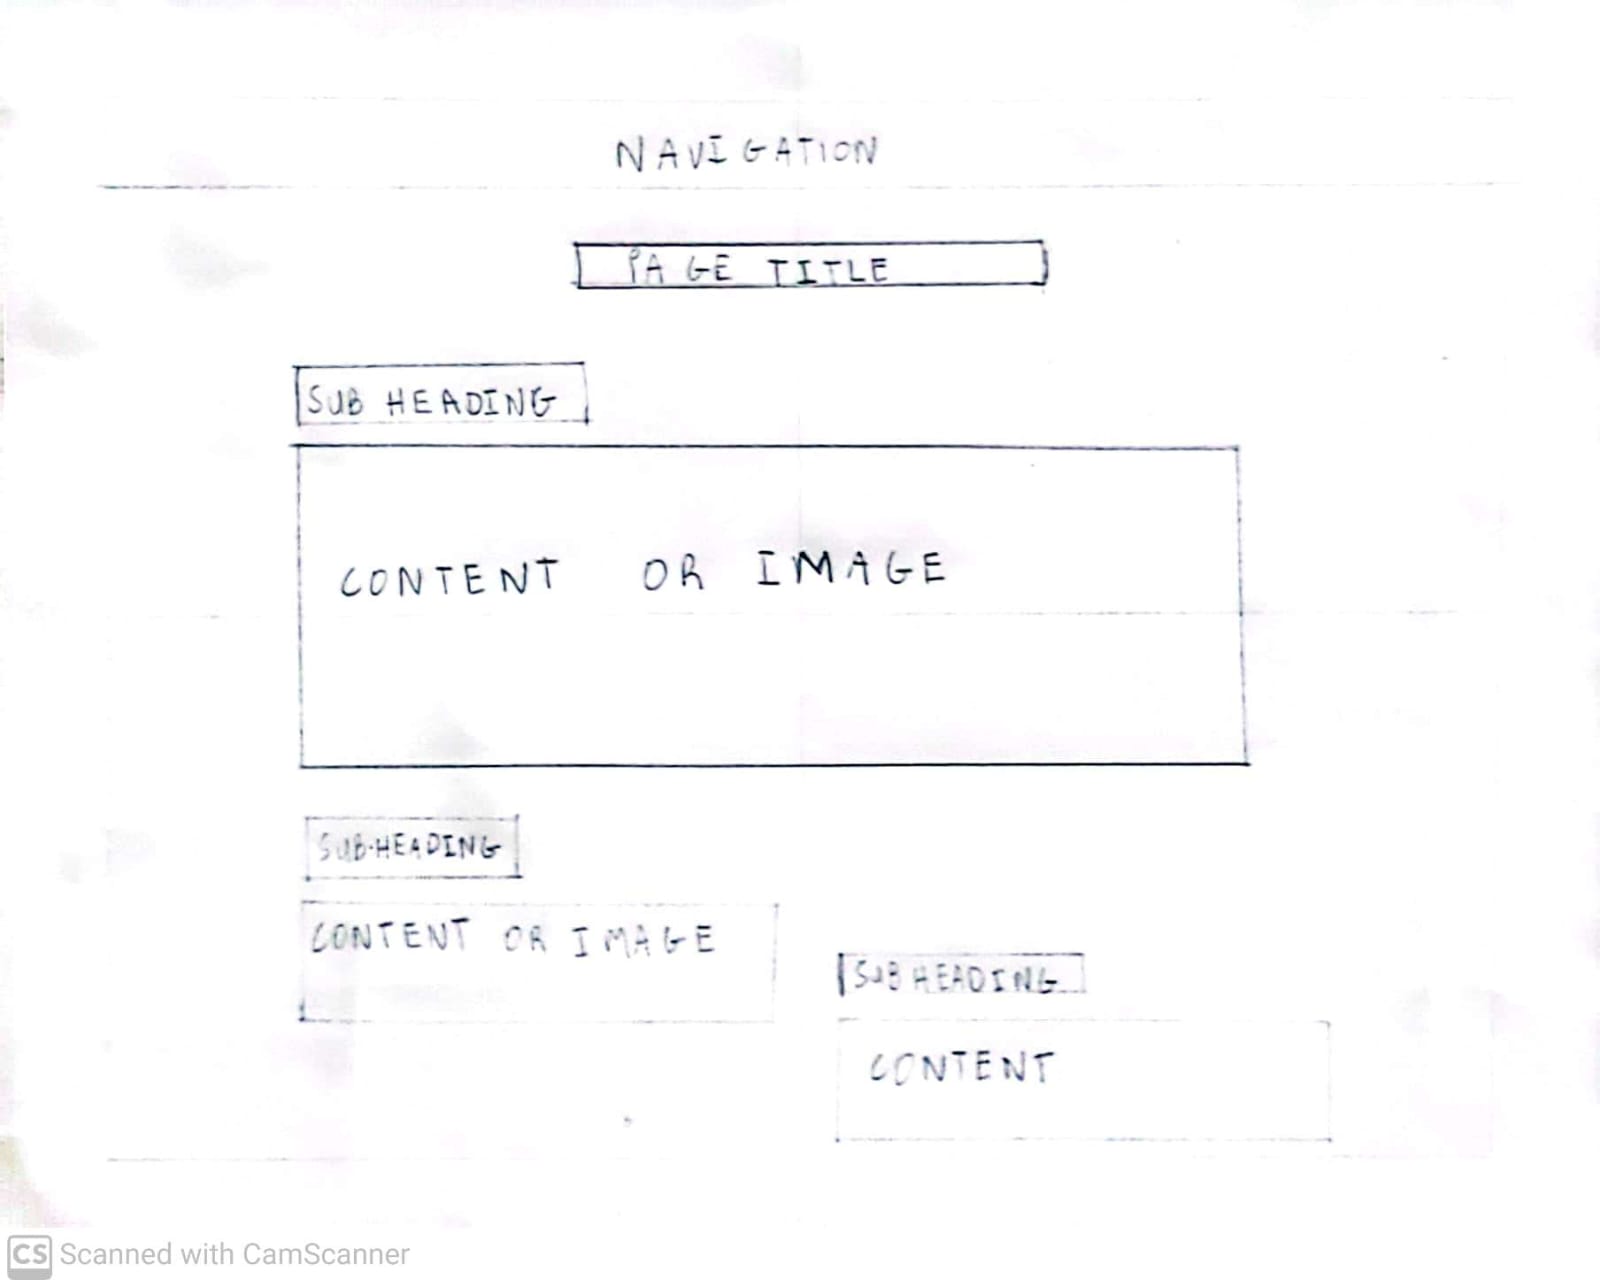 NAVIGATION
PAGE TITLE
SUB HEADING
CONTENT OR IMAGE
SUB-HEADING
CONTENT OR IMAGE
SUB HEADING
CONTENT
CS Scanned with CamScanner